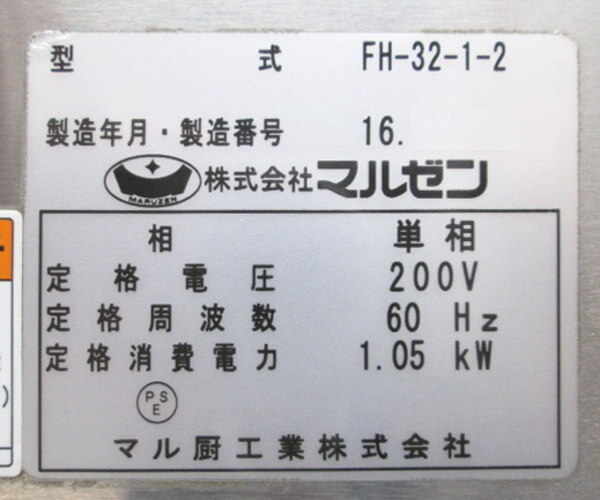 型式 FH-32-1-2
製造年月・製造番号 16.
MARUZEN 株式会社マルゼン
相 単相
定格電圧 200V
定格周波数 60 Hz
定格消費電力 1.05 kW
PS
E
マル厨工業株式会社